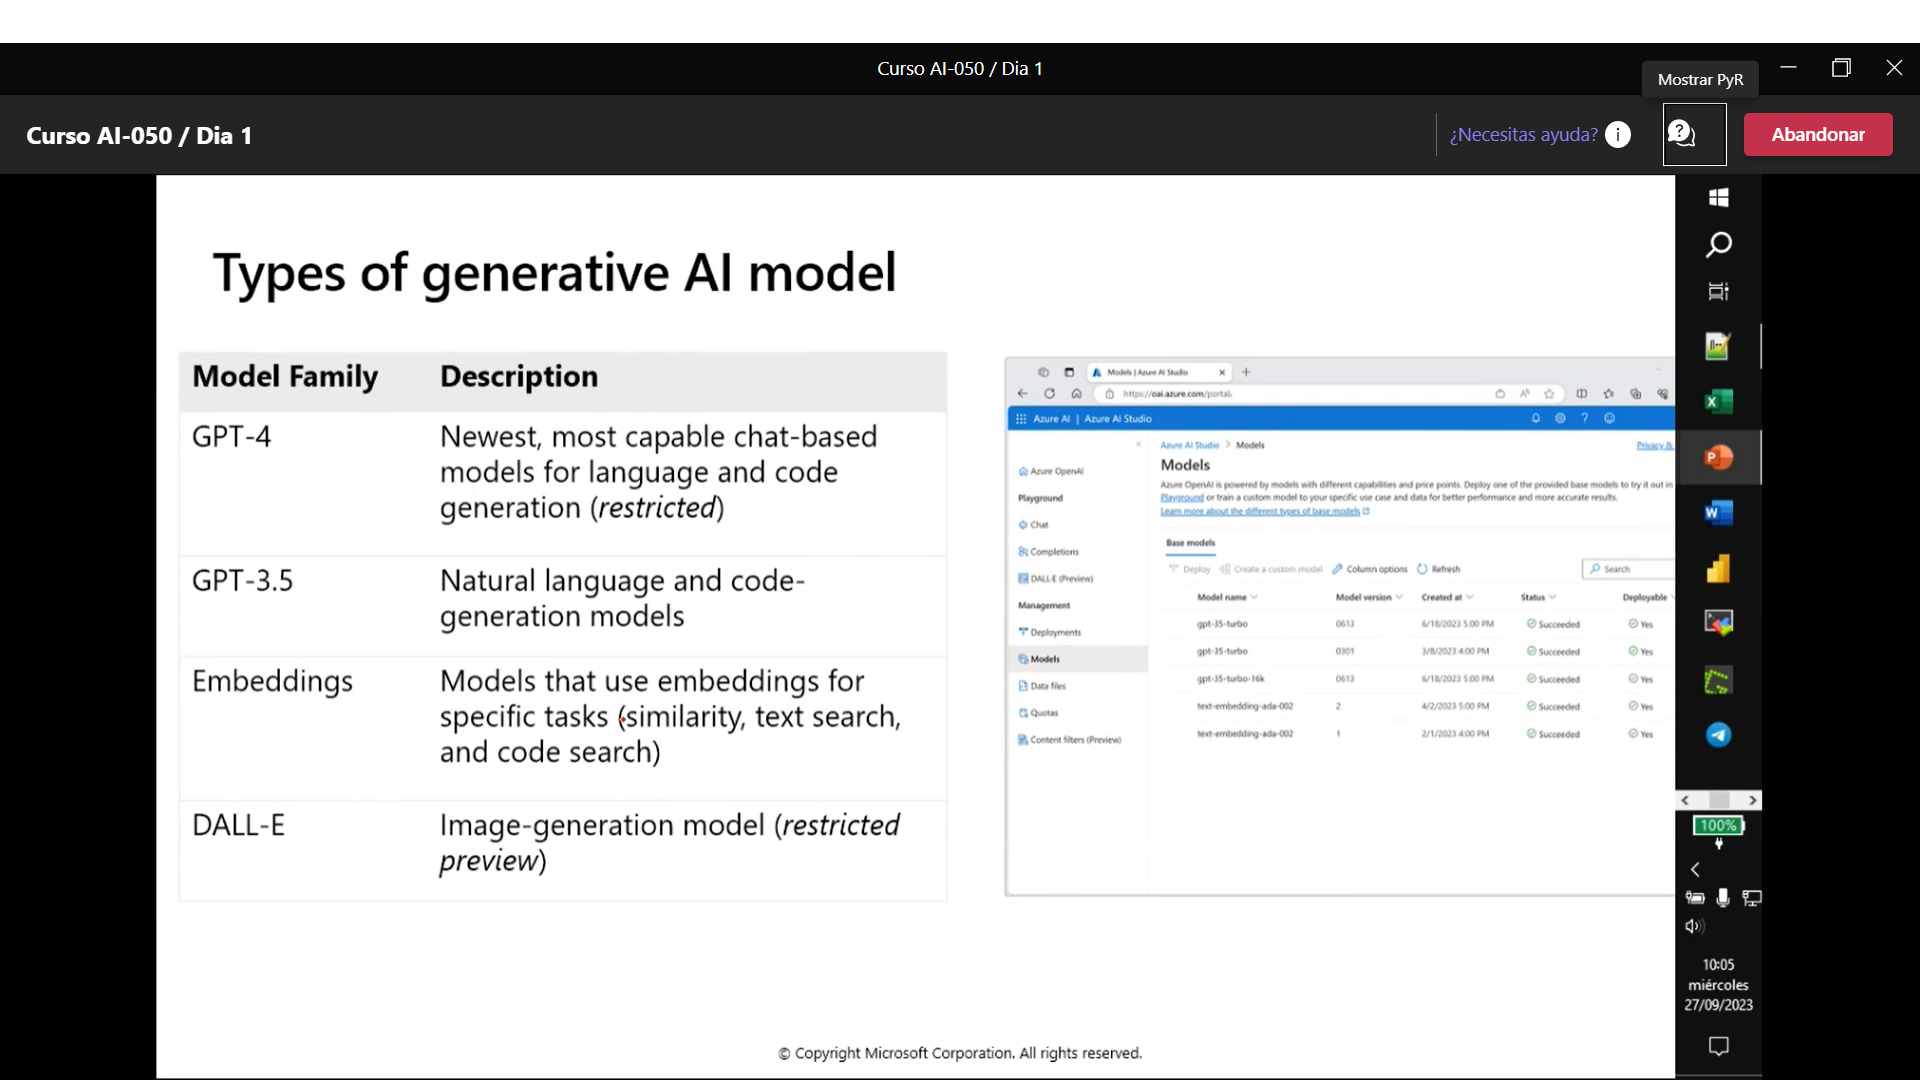 Curso AI-050 / Dia 1
Mostrar PyR
Curso AI-050 / Dia 1
¿Necesitas ayuda?
Abandonar
Types of generative AI model
Model Family Description
GPT-4 Newest, most capable chat-based
models for language and code
generation (restricted)
GPT-3.5 Natural language and code-
generation models
Embeddings Models that use embeddings for
specific tasks (similarity, text search,
and code search)
DALL-E Image-generation model (restricted
preview)
Models | Azure AI Studio
https://oai.azure.com/portal
Azure AI | Azure AI Studio
Azure OpenAI
Playground
Chat
Completions
DALL-E (Preview)
Management
Deployments
Models
Data files
Quotas
Content filters (Preview)
Azure AI Studio > Models
Privacy &
Models
Azure OpenAI is powered by models with different capabilities and price points. Deploy one of the provided base models to try it out in
Playground or train a custom model to your specific use case and data for better performance and more accurate results.
Learn more about the different types of base models
Base models
Deploy Create a custom model Column options Refresh Search
Model name Model version Created at Status Deployable
gpt-35-turbo 0613 6/18/2023 5:00 PM Succeeded Yes
gpt-35-turbo 0301 3/8/2023 4:00 PM Succeeded Yes
gpt-35-turbo-16k 0613 6/18/2023 5:00 PM Succeeded Yes
text-embedding-ada-002 2 4/2/2023 5:00 PM Succeeded Yes
text-embedding-ada-002 1 2/1/2023 4:00 PM Succeeded Yes
© Copyright Microsoft Corporation. All rights reserved.
100%
10:05
miércoles
27/09/2023